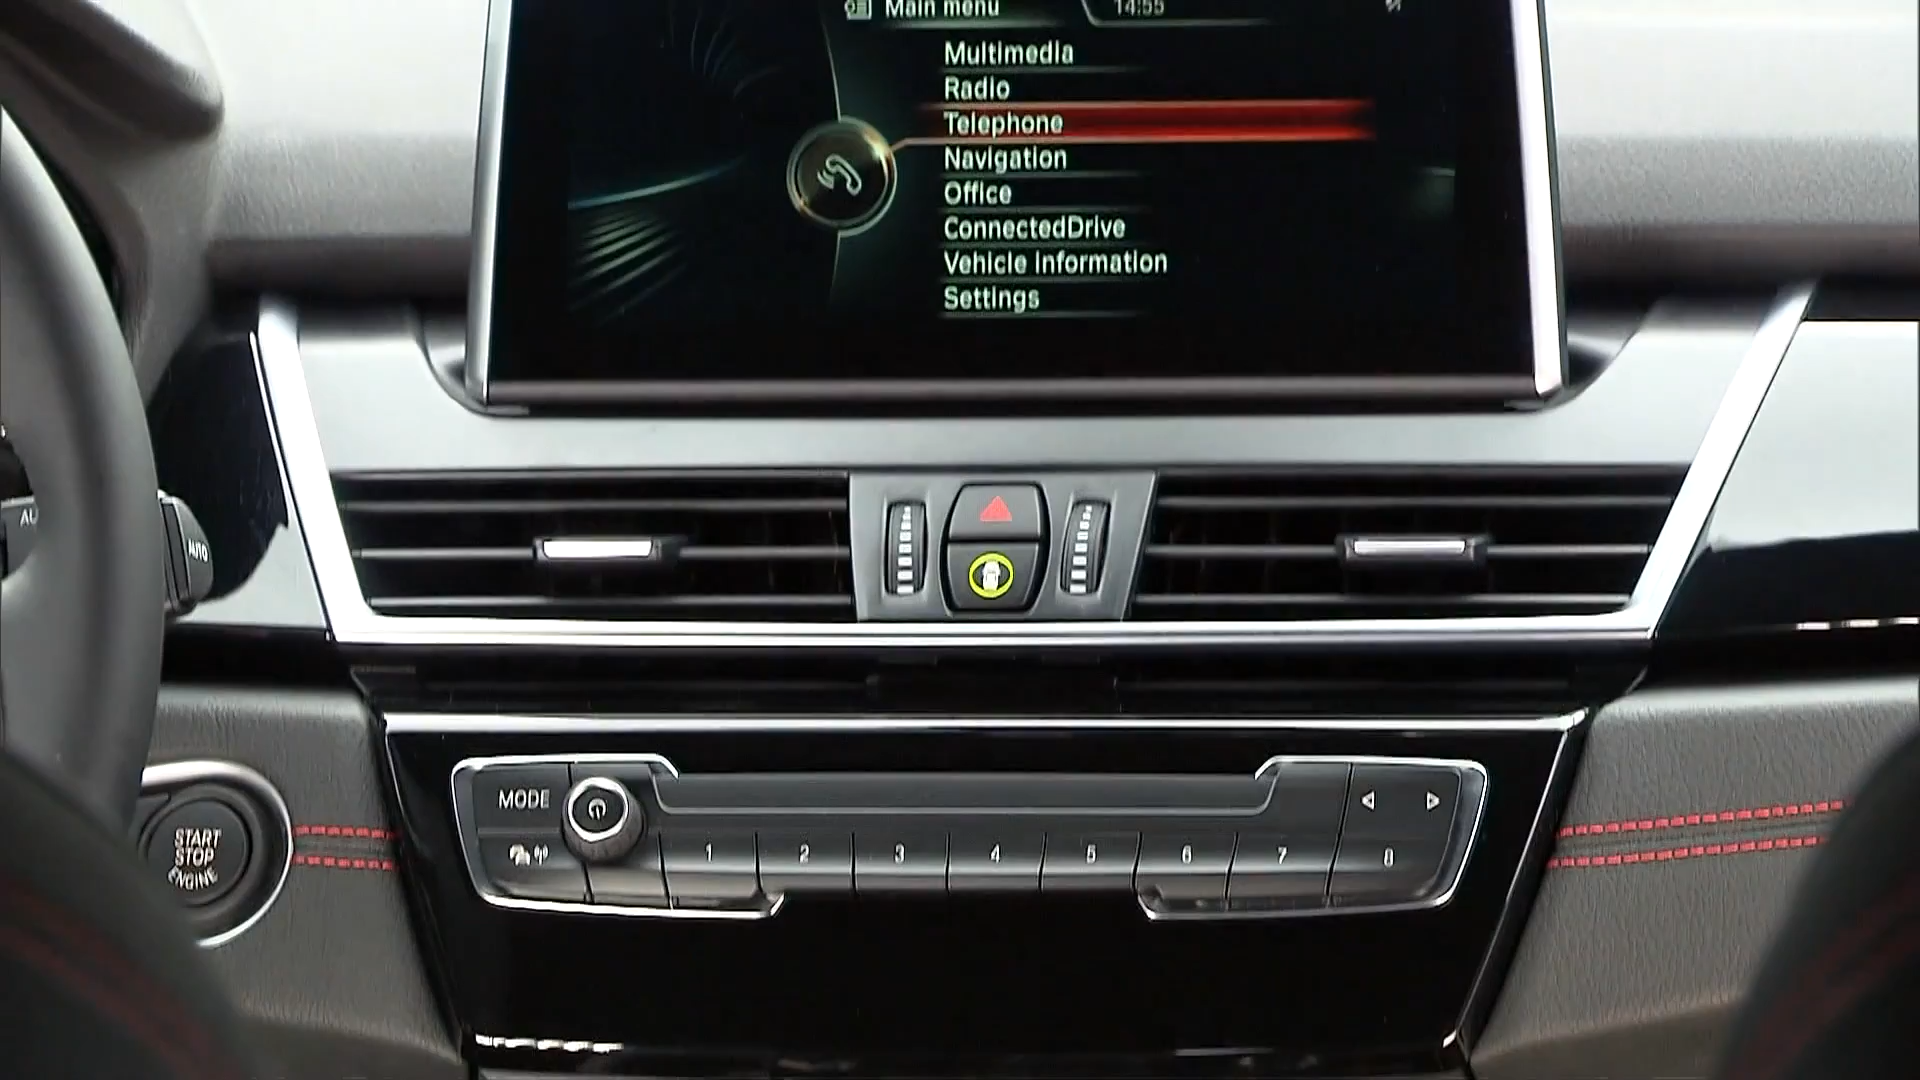 Main menu
14:55
Multimedia
Radio
Telephone
Navigation
Office
ConnectedDrive
Vehicle information
Settings
AUTO
MODE
1 2 3 4 5 6 7 8
START
STOP
ENGINE